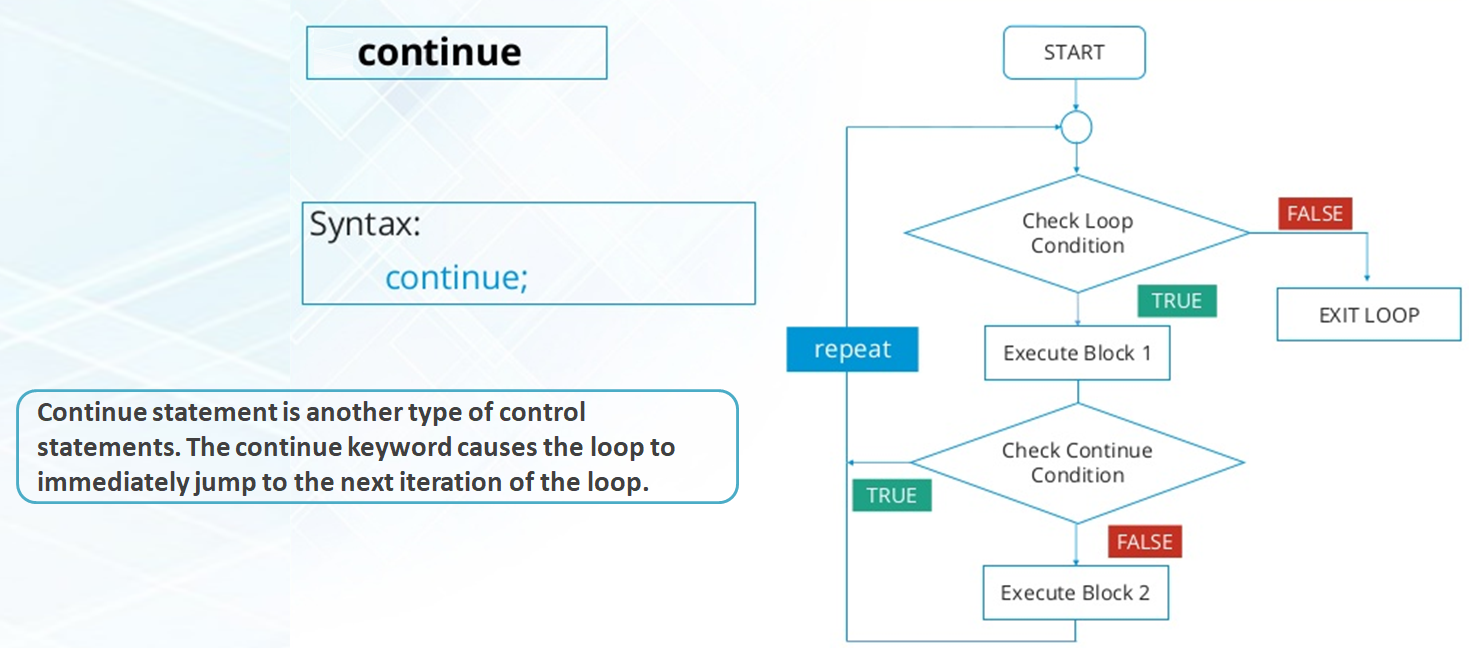 continue
Syntax:
continue;
Continue statement is another type of control
statements. The continue keyword causes the loop to
immediately jump to the next iteration of the loop.
START
Check Loop
Condition
FALSE
TRUE
EXIT LOOP
repeat
Execute Block 1
Check Continue
Condition
TRUE
FALSE
Execute Block 2